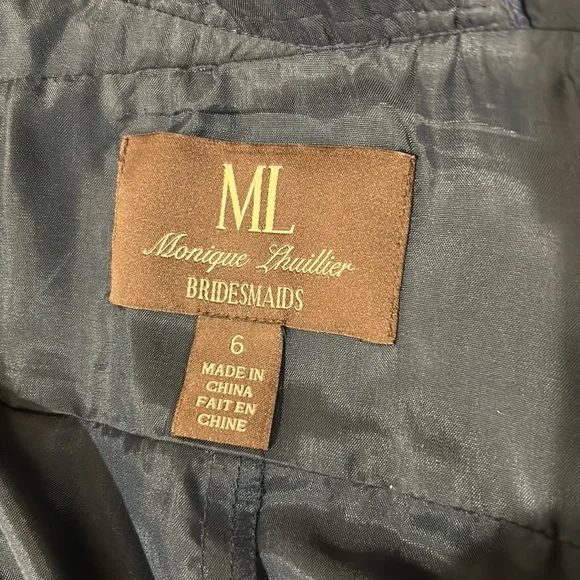 ML
Monique Lhuillier
BRIDESMAIDS
6
MADE IN
CHINA
FAIT EN
CHINE